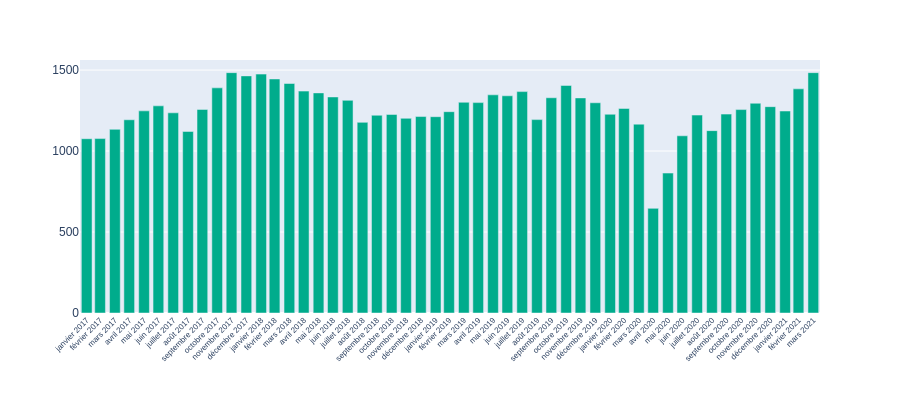 1500
1000
500
0
janvier 2017
février 2017
mars 2017
avril 2017
mai 2017
juin 2017
juillet 2017
août 2017
septembre 2017
octobre 2017
novembre 2017
décembre 2017
janvier 2018
février 2018
mars 2018
avril 2018
mai 2018
juin 2018
juillet 2018
août 2018
septembre 2018
octobre 2018
novembre 2018
décembre 2018
janvier 2019
février 2019
mars 2019
avril 2019
mai 2019
juin 2019
juillet 2019
août 2019
septembre 2019
octobre 2019
novembre 2019
décembre 2019
janvier 2020
février 2020
mars 2020
avril 2020
mai 2020
juin 2020
juillet 2020
août 2020
septembre 2020
octobre 2020
novembre 2020
décembre 2020
janvier 2021
février 2021
mars 2021